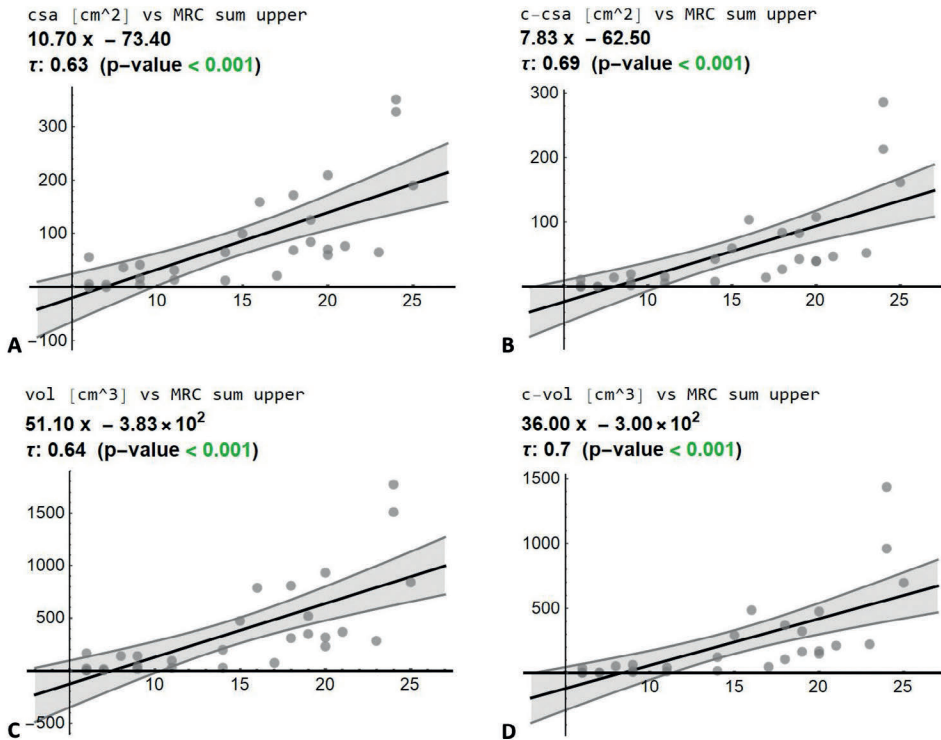 csa [cm^2] vs MRC sum upper
10.70 x − 73.40
τ: 0.63 (p−value < 0.001)
300
200
100
−100
10 15 20 25
A
c−csa [cm^2] vs MRC sum upper
7.83 x − 62.50
τ: 0.69 (p−value < 0.001)
300
200
100
0
10 15 20 25
B
vol [cm^3] vs MRC sum upper
51.10 x − 3.83 × 10²
τ: 0.64 (p−value < 0.001)
1500
1000
500
0
−500
10 15 20 25
C
c−vol [cm^3] vs MRC sum upper
36.00 x − 3.00 × 10²
τ: 0.7 (p−value < 0.001)
1500
1000
500
0
10 15 20 25
D